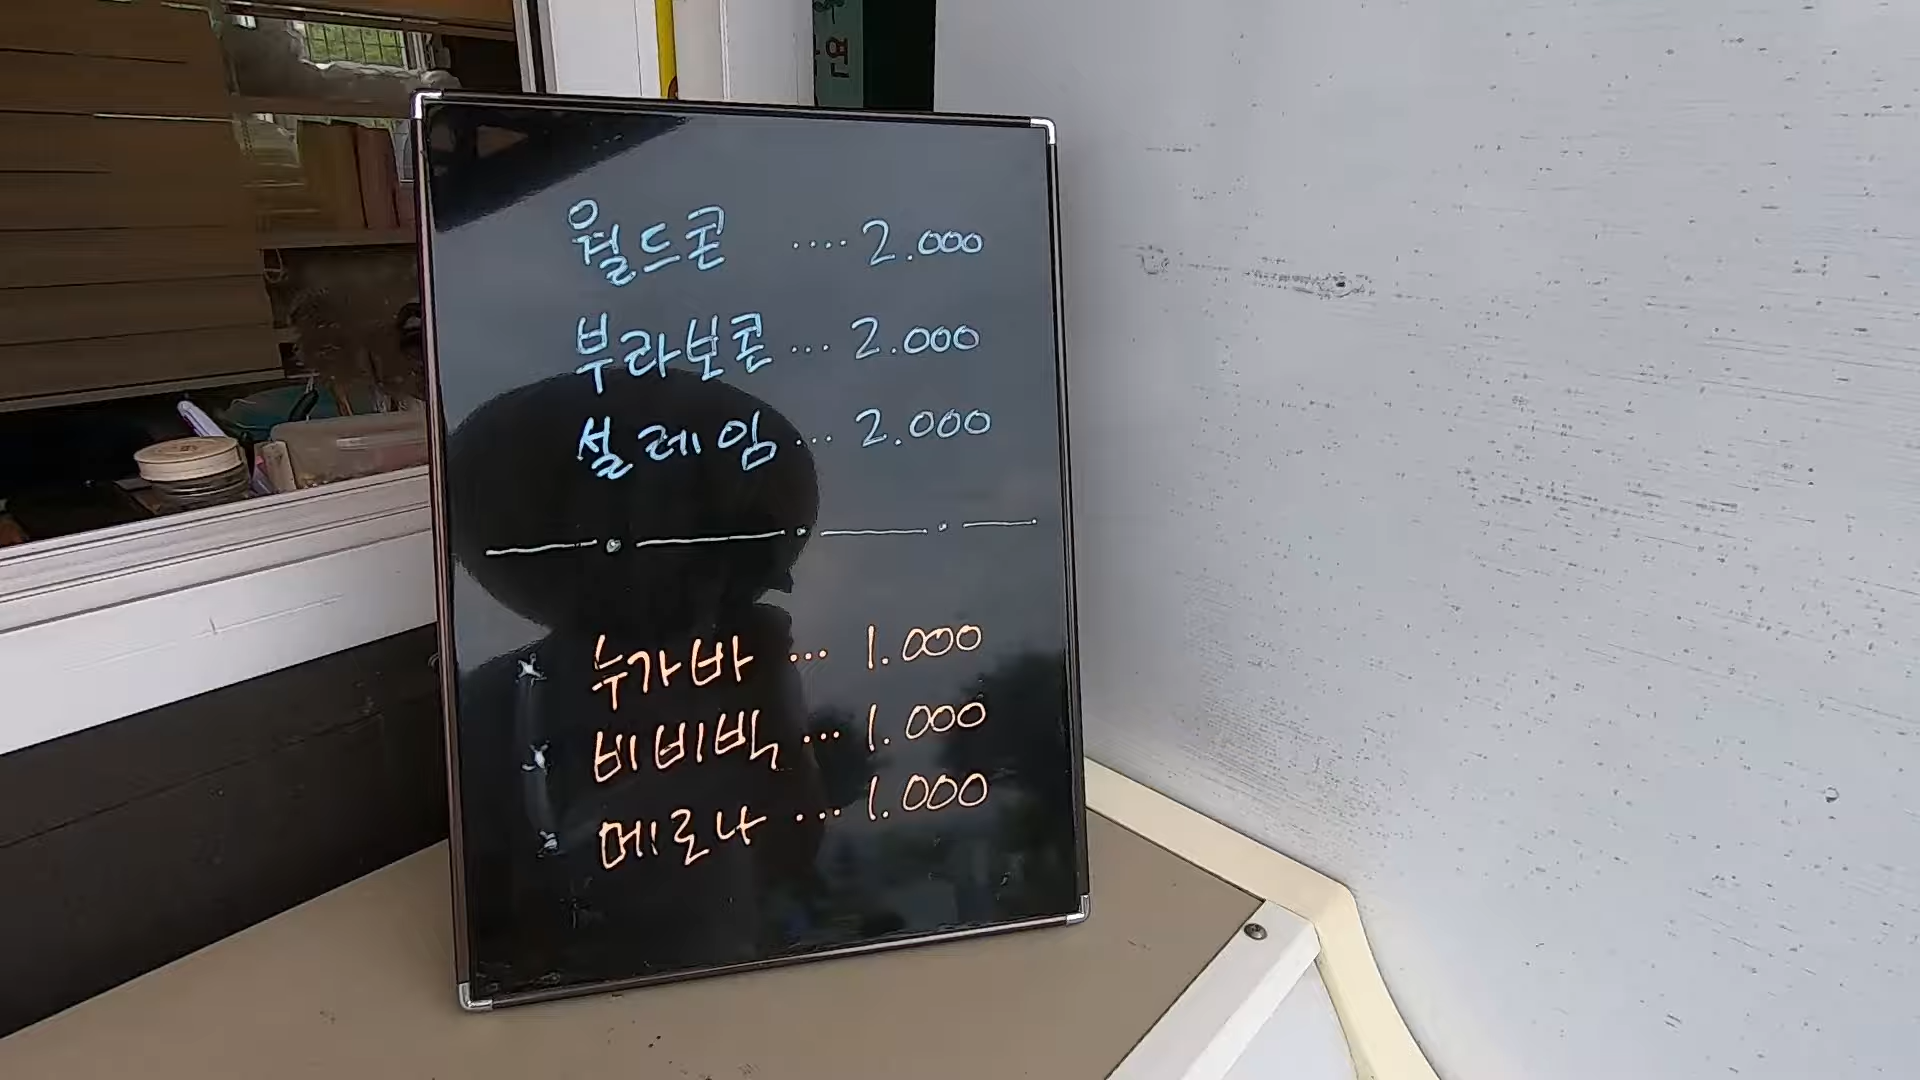 월드콘 .... 2.000
부라보콘 ... 2.000
설레임 ... 2.000
누가바 ... 1.000
비비빅 ... 1.000
메로나 ... 1.000